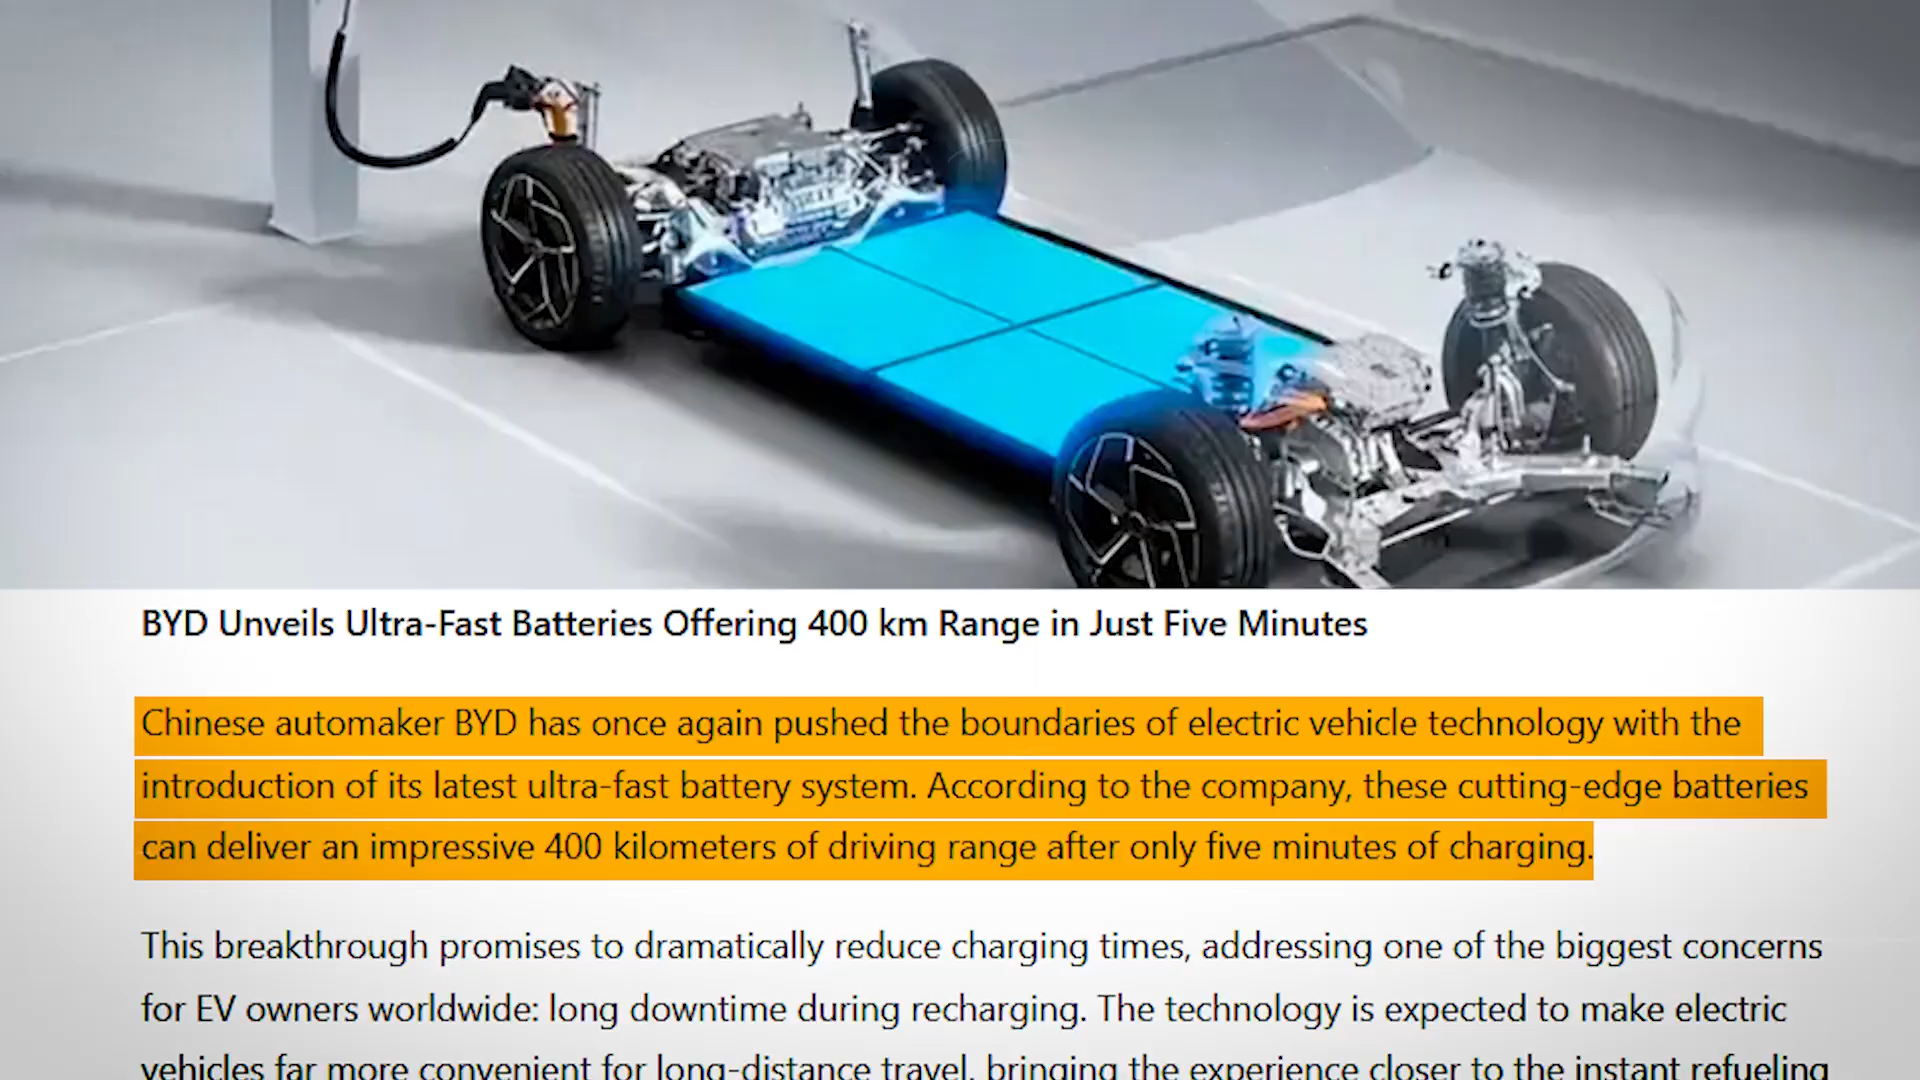 BYD Unveils Ultra-Fast Batteries Offering 400 km Range in Just Five Minutes
Chinese automaker BYD has once again pushed the boundaries of electric vehicle technology with the
introduction of its latest ultra-fast battery system. According to the company, these cutting-edge batteries
can deliver an impressive 400 kilometers of driving range after only five minutes of charging.
This breakthrough promises to dramatically reduce charging times, addressing one of the biggest concerns
for EV owners worldwide: long downtime during recharging. The technology is expected to make electric
vehicles far more convenient for long-distance travel, bringing the experience closer to the instant refueling